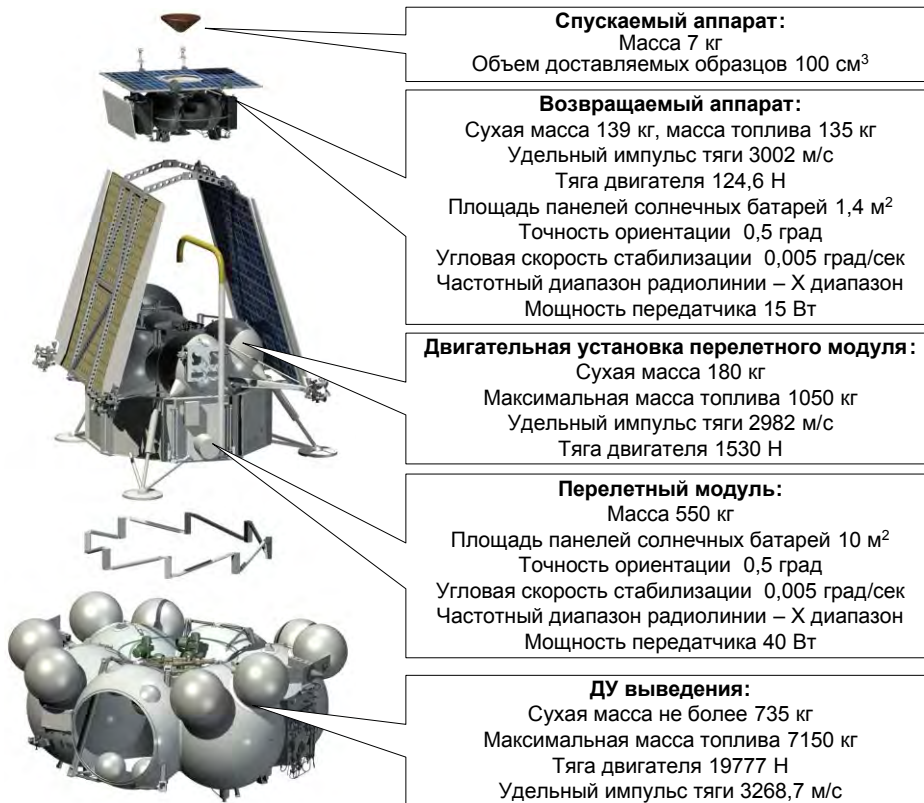 Спускаемый аппарат:
Масса 7 кг
Объем доставляемых образцов 100 см³
Возвращаемый аппарат:
Сухая масса 139 кг, масса топлива 135 кг
Удельный импульс тяги 3002 м/с
Тяга двигателя 124,6 Н
Площадь панелей солнечных батарей 1,4 м²
Точность ориентации 0,5 град
Угловая скорость стабилизации 0,005 град/сек
Частотный диапазон радиолинии – X диапазон
Мощность передатчика 15 Вт
Двигательная установка перелетного модуля:
Сухая масса 180 кг
Максимальная масса топлива 1050 кг
Удельный импульс тяги 2982 м/с
Тяга двигателя 1530 Н
Перелетный модуль:
Масса 550 кг
Площадь панелей солнечных батарей 10 м²
Точность ориентации 0,5 град
Угловая скорость стабилизации 0,005 град/сек
Частотный диапазон радиолинии – X диапазон
Мощность передатчика 40 Вт
ДУ выведения:
Сухая масса не более 735 кг
Максимальная масса топлива 7150 кг
Тяга двигателя 19777 Н
Удельный импульс тяги 3268,7 м/с